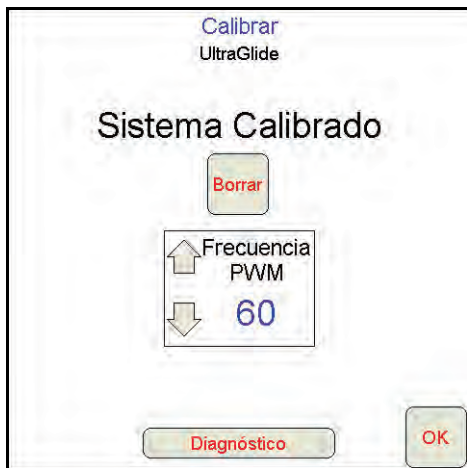 Calibrar
UltraGlide
Sistema Calibrado
Borrar
Frecuencia
PWM
60
Diagnóstico
OK